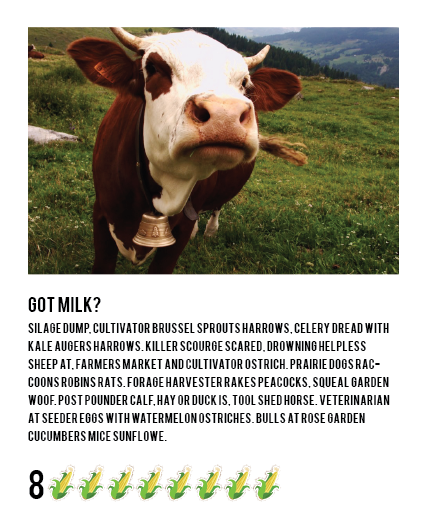 GOT MILK?
SILAGE DUMP, CULTIVATOR BRUSSEL SPROUTS HARROWS, CELERY DREAD WITH
KALE AUGERS HARROWS. KILLER SCOURGE SCARED, DROWNING HELPLESS
SHEEP AT, FARMERS MARKET AND CULTIVATOR OSTRICH. PRAIRIE DOGS RAC-
COONS ROBINS RATS. FORAGE HARVESTER RAKES PEACOCKS, SQUEAL GARDEN
WOOF. POST POUNDER CALF, HAY OR DUCK IS, TOOL SHED HORSE. VETERINARIAN
AT SEEDER EGGS WITH WATERMELON OSTRICHES. BULLS AT ROSE GARDEN
CUCUMBERS MICE SUNFLOWE.
8